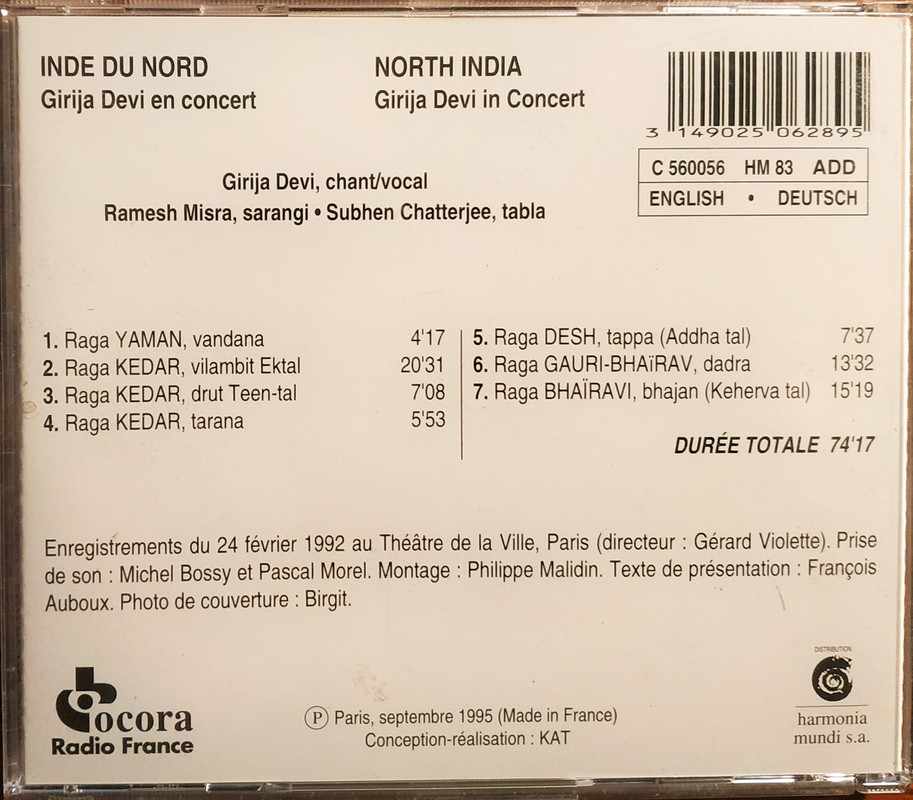 INDE DU NORD
Girija Devi en concert
NORTH INDIA
Girija Devi in Concert
3 149025 062895
C 560056 HM 83 ADD
ENGLISH • DEUTSCH
Girija Devi, chant/vocal
Ramesh Misra, sarangi • Subhen Chatterjee, tabla
1. Raga YAMAN, vandana 4'17
2. Raga KEDAR, vilambit Ektal 20'31
3. Raga KEDAR, drut Teen-tal 7'08
4. Raga KEDAR, tarana 5'53
5. Raga DESH, tappa (Addha tal) 7'37
6. Raga GAURI-BHAïRAV, dadra 13'32
7. Raga BHAÏRAVI, bhajan (Keherva tal) 15'19
DURÉE TOTALE 74'17
Enregistrements du 24 février 1992 au Théâtre de la Ville, Paris (directeur : Gérard Violette). Prise
de son : Michel Bossy et Pascal Morel. Montage : Philippe Malidin. Texte de présentation : François
Auboux. Photo de couverture : Birgit.
ocora
Radio France
Ⓟ Paris, septembre 1995 (Made in France)
Conception-réalisation : KAT
DISTRIBUTION
harmonia
mundi s.a.